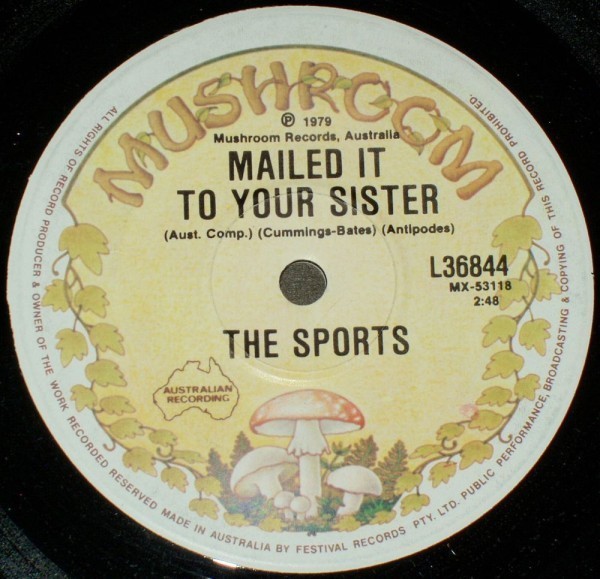 MUSHROOM
℗ 1979
Mushroom Records, Australia
MAILED IT
TO YOUR SISTER
(Aust. Comp.) (Cummings-Bates) (Antipodes)
L36844
MX-53118
2:48
THE SPORTS
AUSTRALIAN
RECORDING
ALL RIGHTS OF RECORD PRODUCER & OWNER OF THE WORK RECORDED RESERVED MADE IN AUSTRALIA BY FESTIVAL RECORDS PTY. LTD. PUBLIC PERFORMANCE, BROADCASTING & COPYING OF THIS RECORD PROHIBITED.